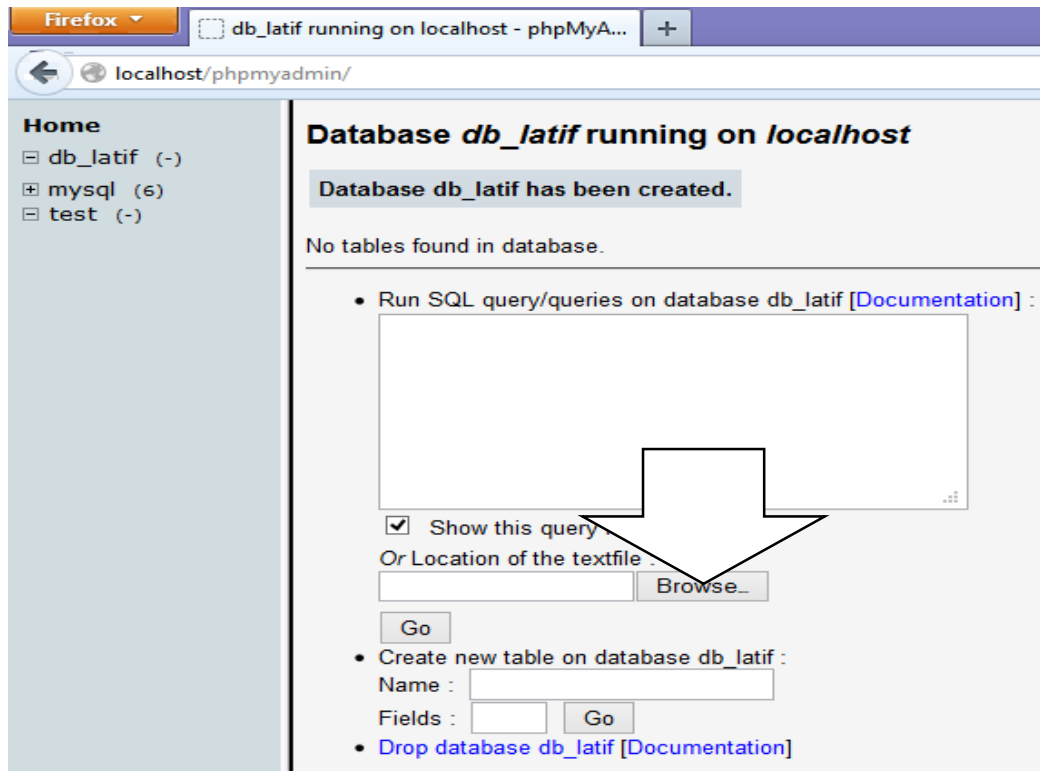 Firefox
db_latif running on localhost - phpMyA...
localhost/phpmyadmin/
Home
db_latif (-)
mysql (6)
test (-)
Database db_latif running on localhost
Database db_latif has been created.
No tables found in database.
Run SQL query/queries on database db_latif [Documentation] :
Show this query
Or Location of the textfile :
Browse...
Go
Create new table on database db_latif :
Name :
Fields :
Go
Drop database db_latif [Documentation]